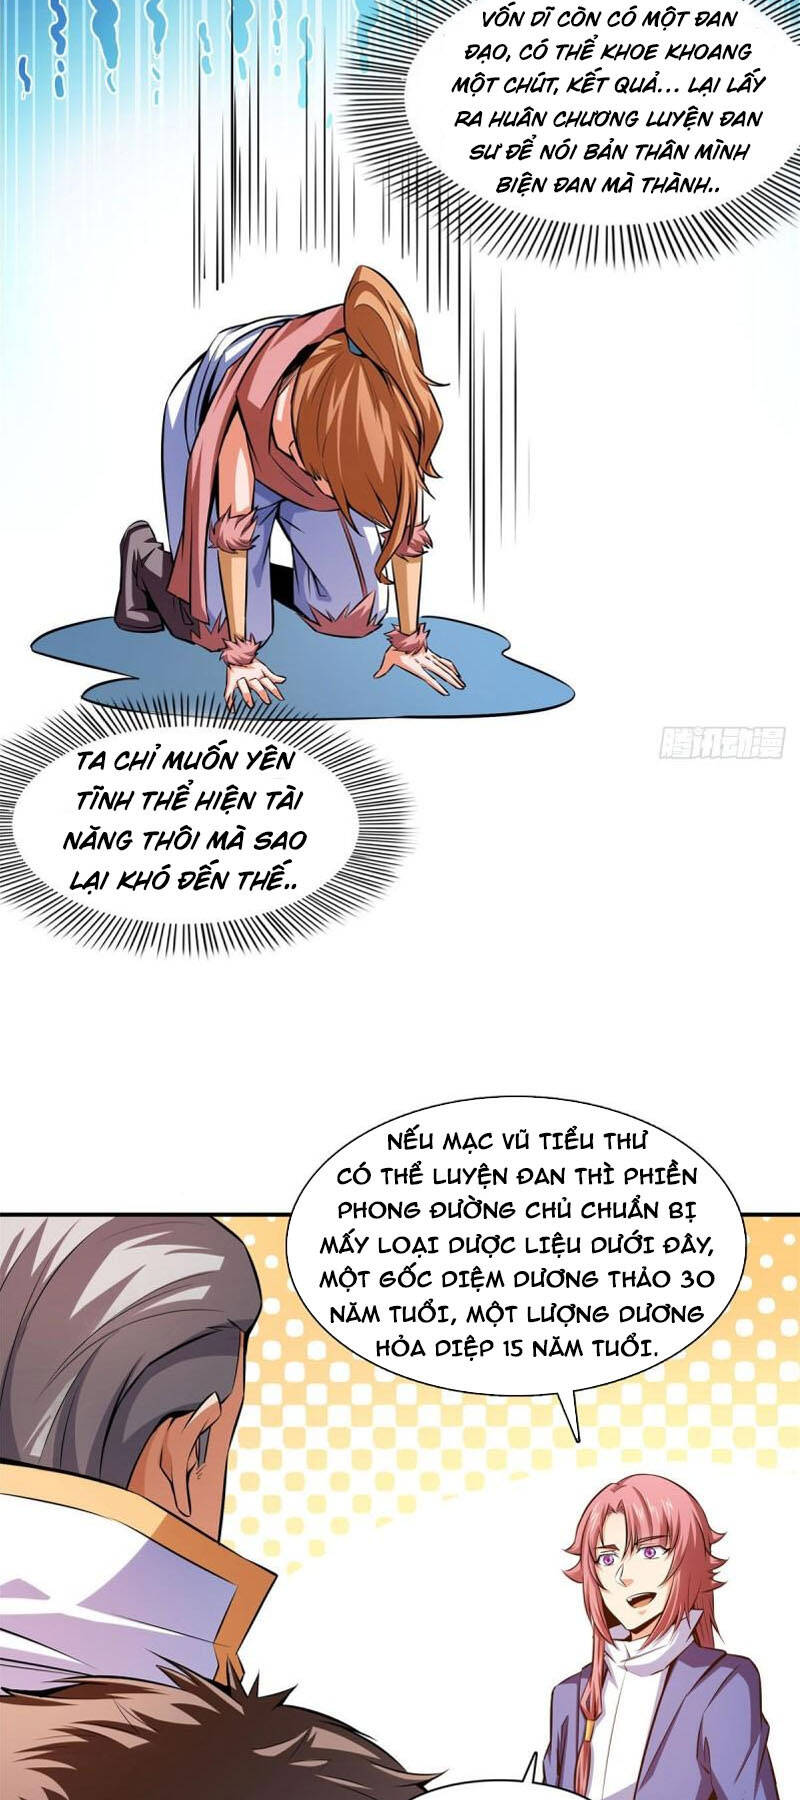 VỐN DĨ CÒN CÓ MỘT ĐAN
ĐẠO, CÓ THỂ KHOE KHOANG
MỘT CHÚT, KẾT QUẢ... LẠI LẤY
RA HUÂN CHƯƠNG LUYỆN ĐAN
SƯ ĐỂ NÓI BẢN THÂN MÌNH
BIỆN ĐAN MÀ THÀNH..
腾讯动漫
TA CHỈ MUỐN YÊN
TĨNH THỂ HIỆN TÀI
NĂNG THÔI MÀ SAO
LẠI KHÓ ĐẾN THẾ..
NẾU MẠC VŨ TIỂU THƯ
CÓ THỂ LUYỆN ĐAN THÌ PHIỀN
PHONG ĐƯỜNG CHỦ CHUẨN BỊ
MẤY LOẠI DƯỢC LIỆU DƯỚI ĐÂY,
MỘT GỐC DIỆM DƯƠNG THẢO 30
NĂM TUỔI, MỘT LƯỢNG DƯƠNG
HỎA DIỆP 15 NĂM TUỔI.